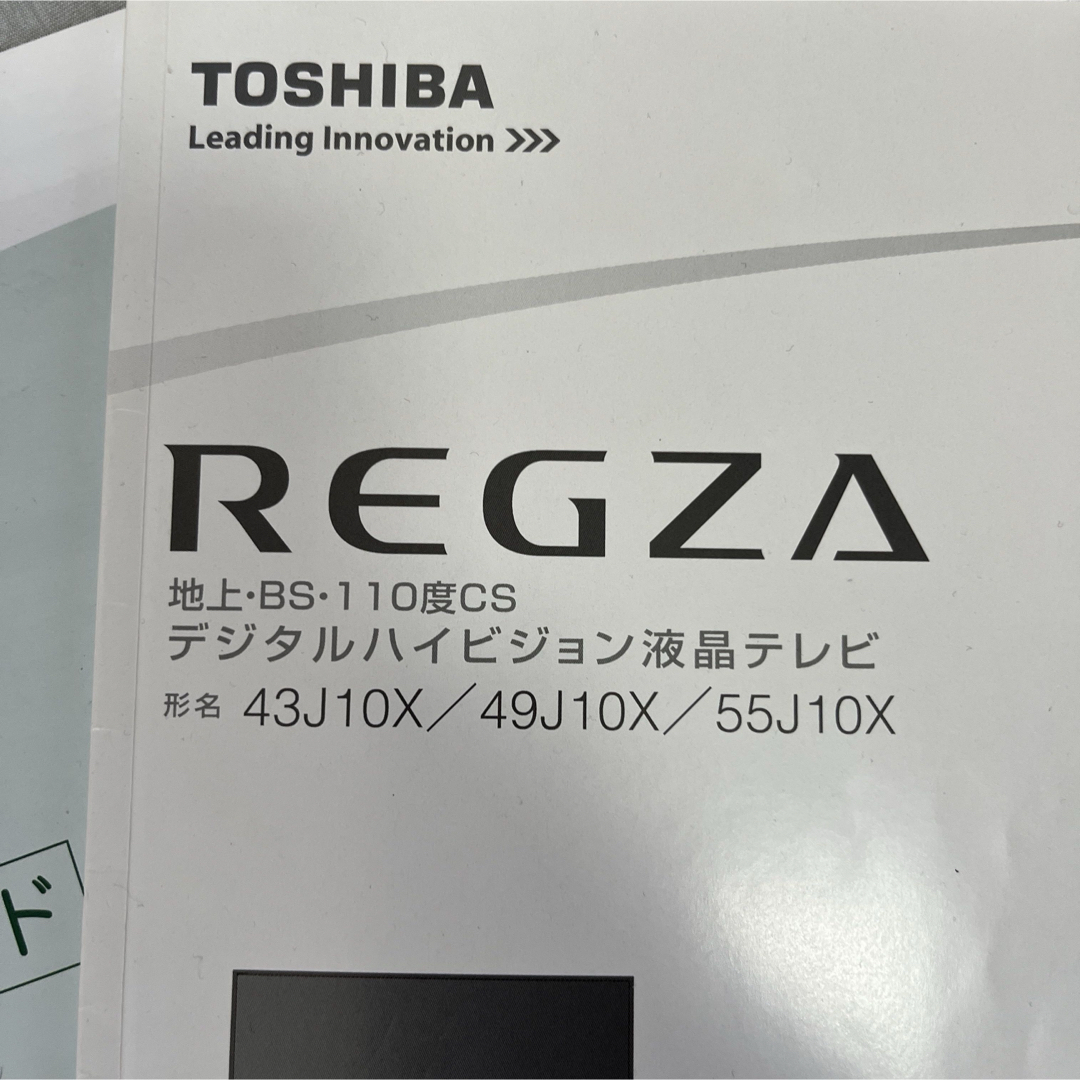 TOSHIBA
Leading Innovation >>>
REGZA
地上・BS・110度CS
デジタルハイビジョン液晶テレビ
形名 43J10X／49J10X／55J10X
ド